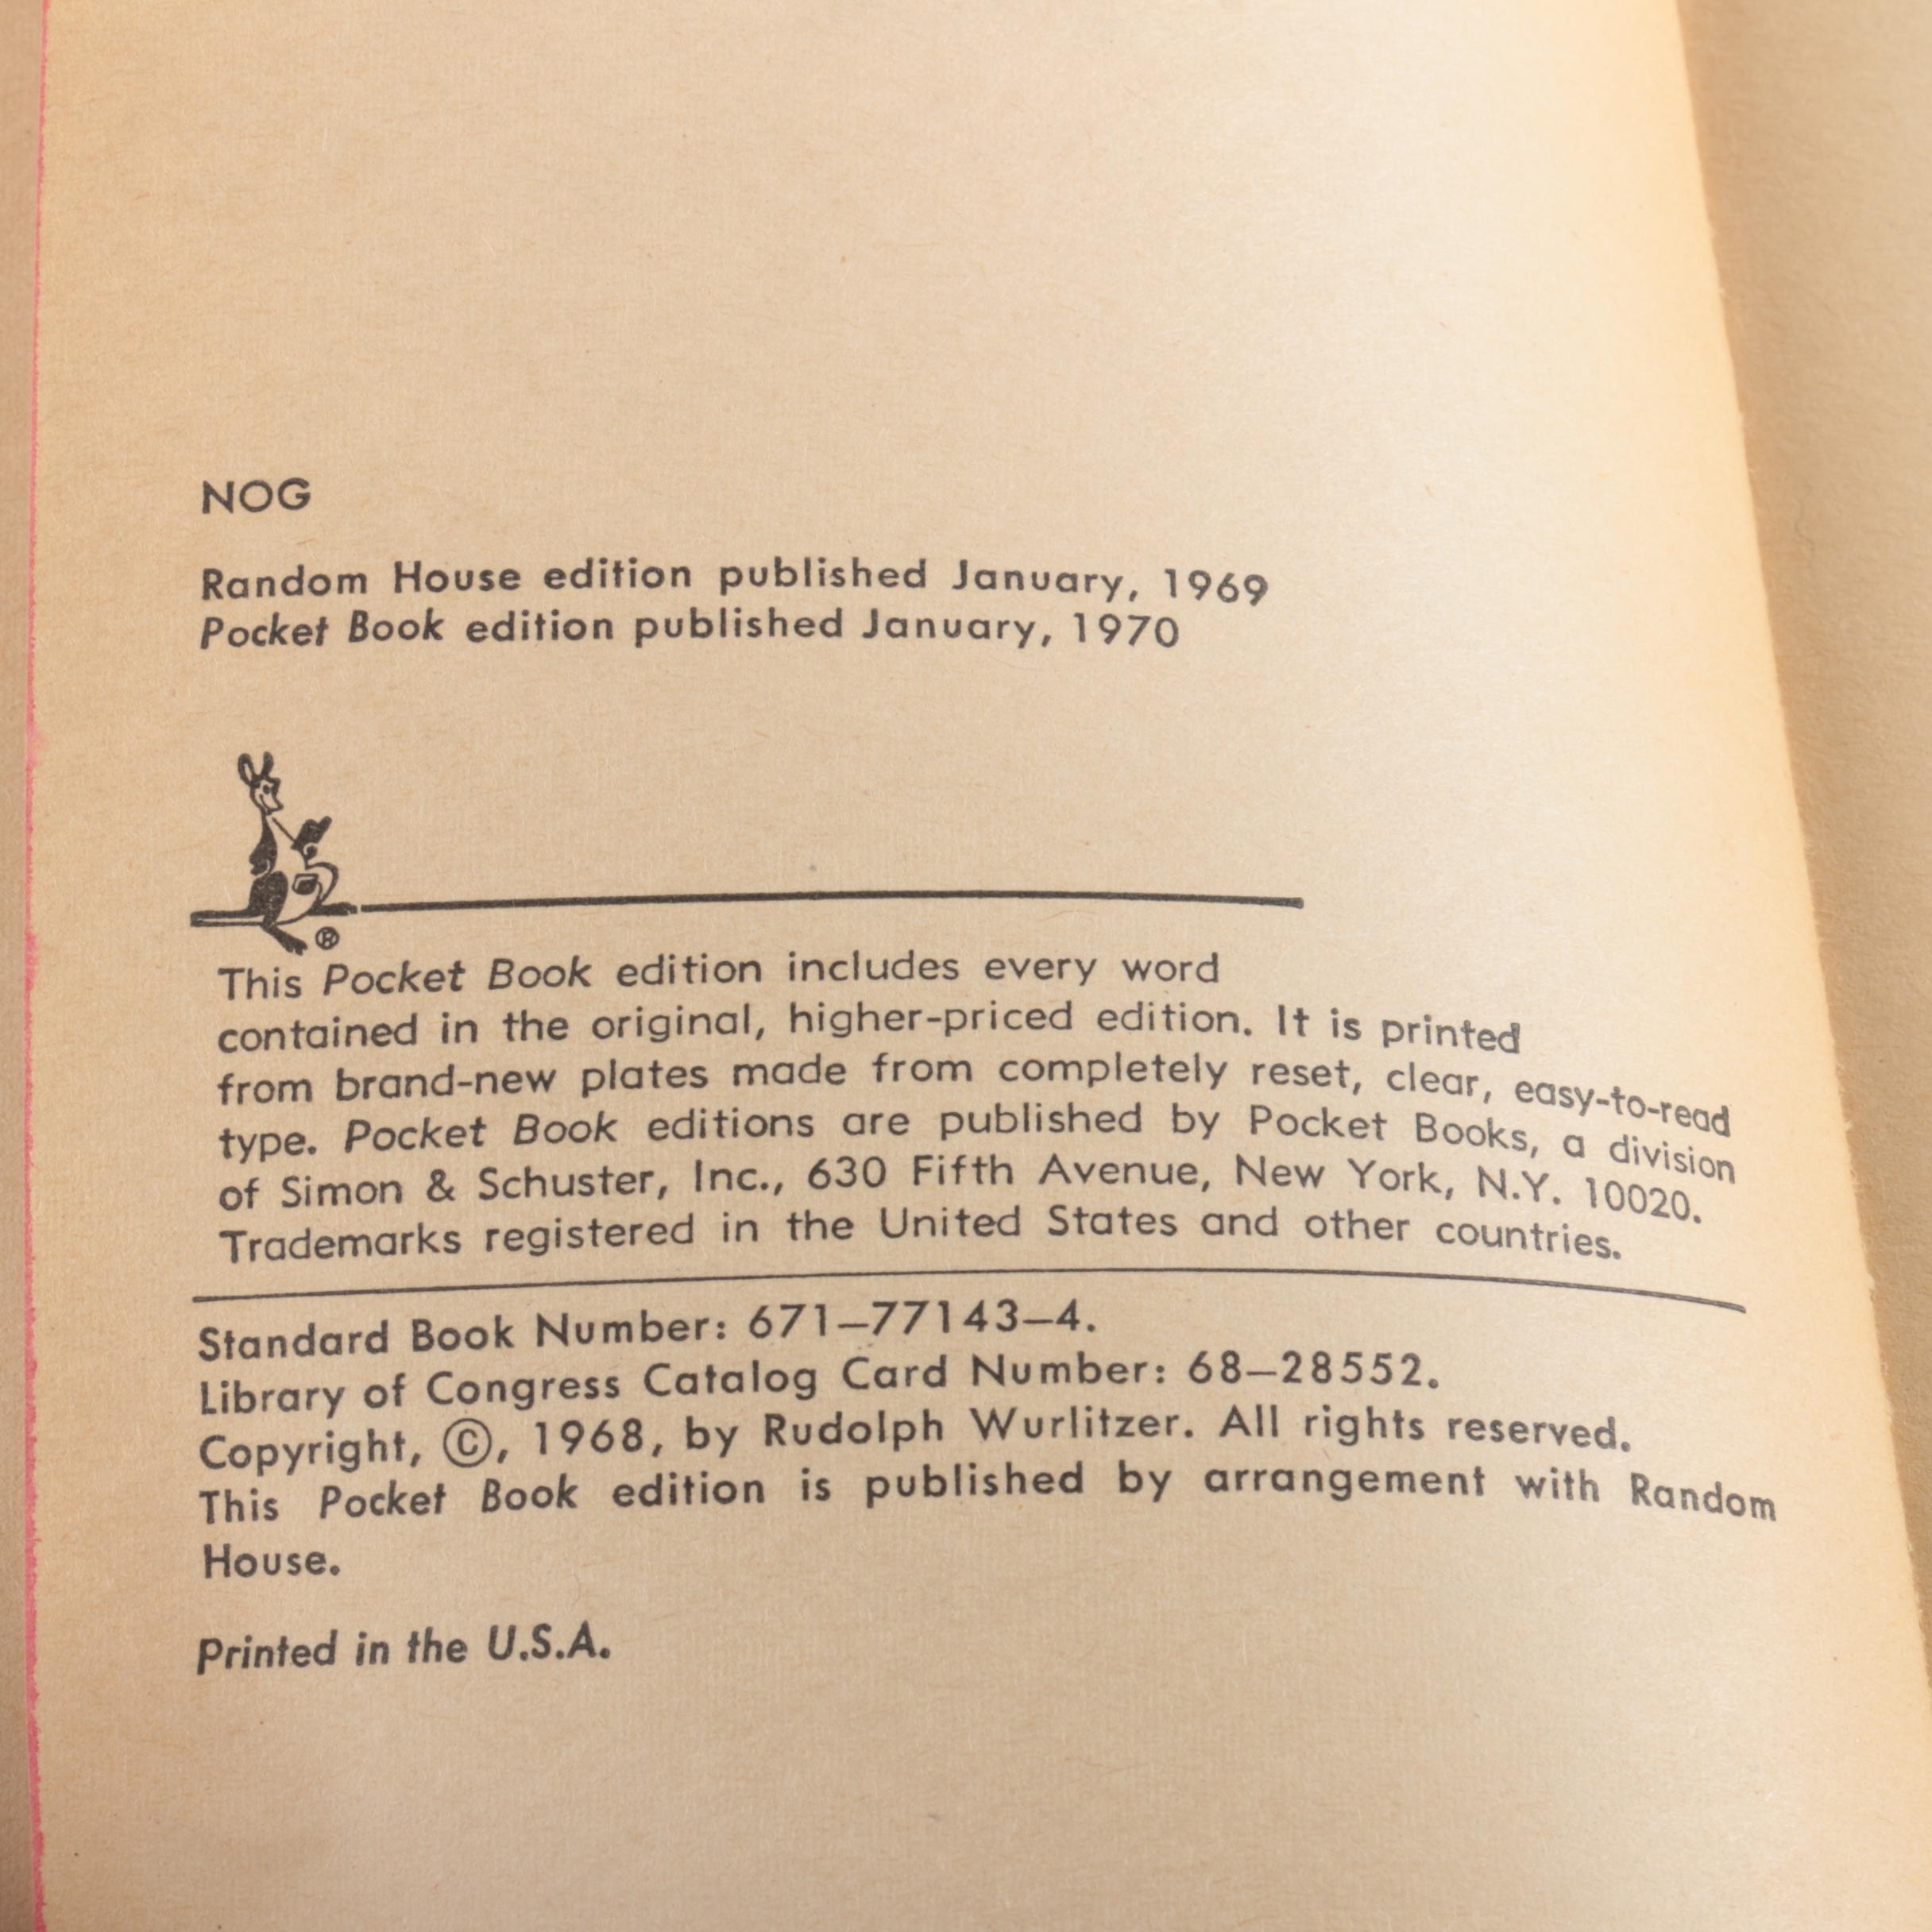 NOG
Random House edition published January, 1969
Pocket Book edition published January, 1970
®
This Pocket Book edition includes every word
contained in the original, higher-priced edition. It is printed
from brand-new plates made from completely reset, clear, easy-to-read
type. Pocket Book editions are published by Pocket Books, a division
of Simon & Schuster, Inc., 630 Fifth Avenue, New York, N.Y. 10020.
Trademarks registered in the United States and other countries.
Standard Book Number: 671–77143–4.
Library of Congress Catalog Card Number: 68–28552.
Copyright, ©, 1968, by Rudolph Wurlitzer. All rights reserved.
This Pocket Book edition is published by arrangement with Random
House.
Printed in the U.S.A.